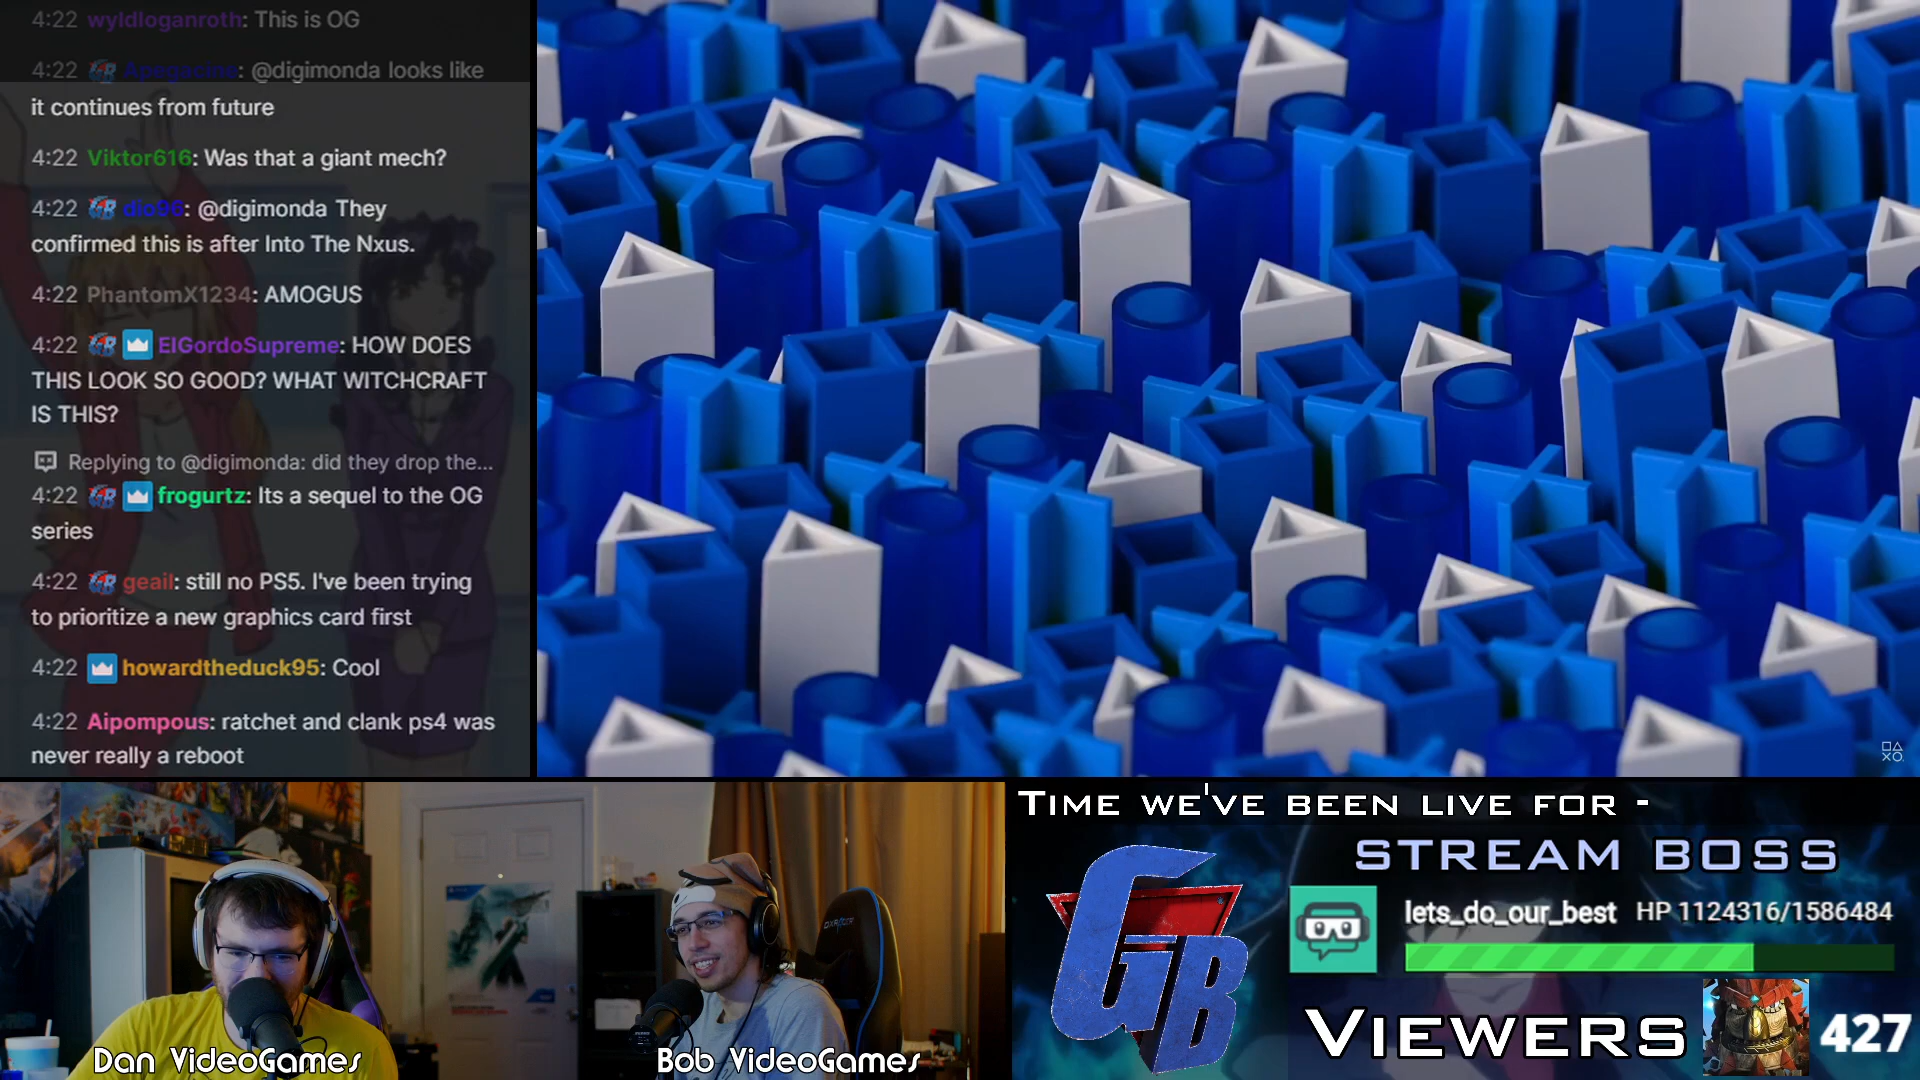 4:22 wyldloganroth: This is OG
4:22 Apegacine: @digimonda looks like
it continues from future
4:22 Viktor616: Was that a giant mech?
4:22 dio96: @digimonda They
confirmed this is after Into The Nxus.
4:22 PhantomX1234: AMOGUS
4:22 ElGordoSupreme: HOW DOES
THIS LOOK SO GOOD? WHAT WITCHCRAFT
IS THIS?
Replying to @digimonda: did they drop the...
4:22 frogurtz: Its a sequel to the OG
series
4:22 geail: still no PS5. I've been trying
to prioritize a new graphics card first
4:22 howardtheduck95: Cool
4:22 Aipompous: ratchet and clank ps4 was
never really a reboot
Dan VideoGames
Bob VideoGames
TIME WE'VE BEEN LIVE FOR -
GB
STREAM BOSS
lets_do_our_best HP 1124316/1586484
VIEWERS 427